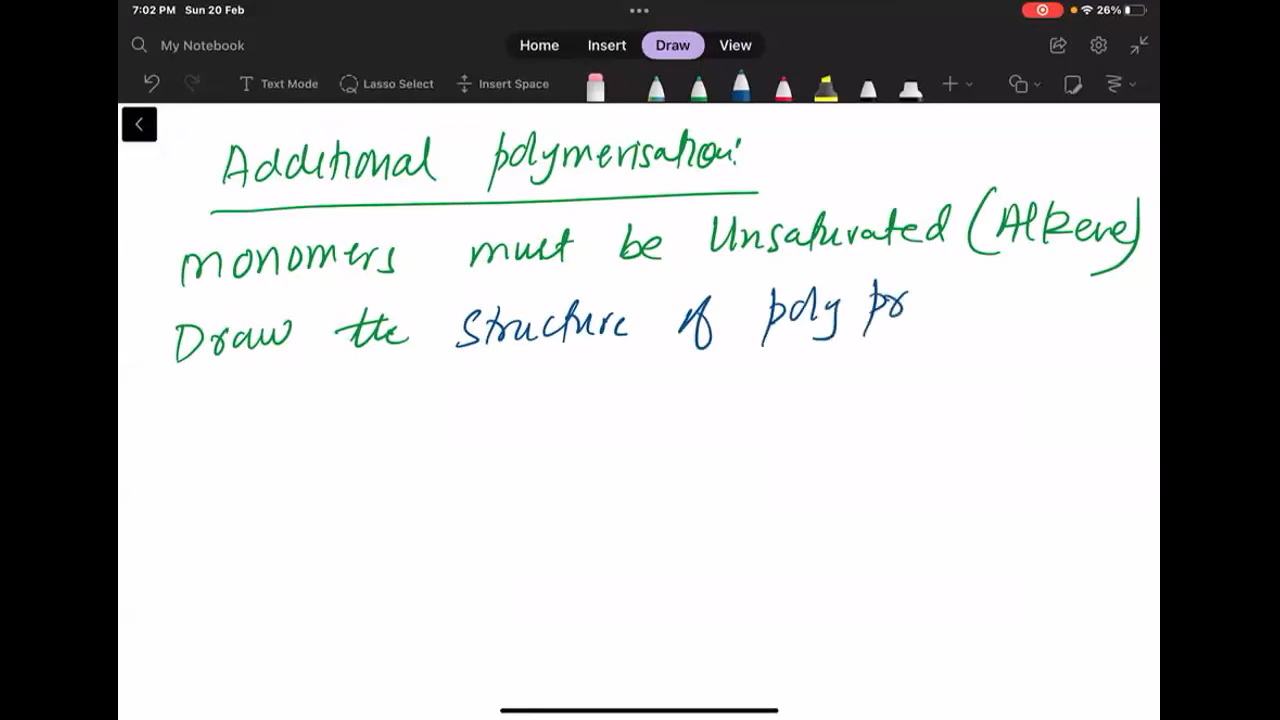 7:02 PM Sun 20 Feb
26%
My Notebook
Home Insert Draw View
Text Mode Lasso Select Insert Space
Additional polymerisation:
monomers must be Unsaturated (Alkene)
Draw the structure of poly pr